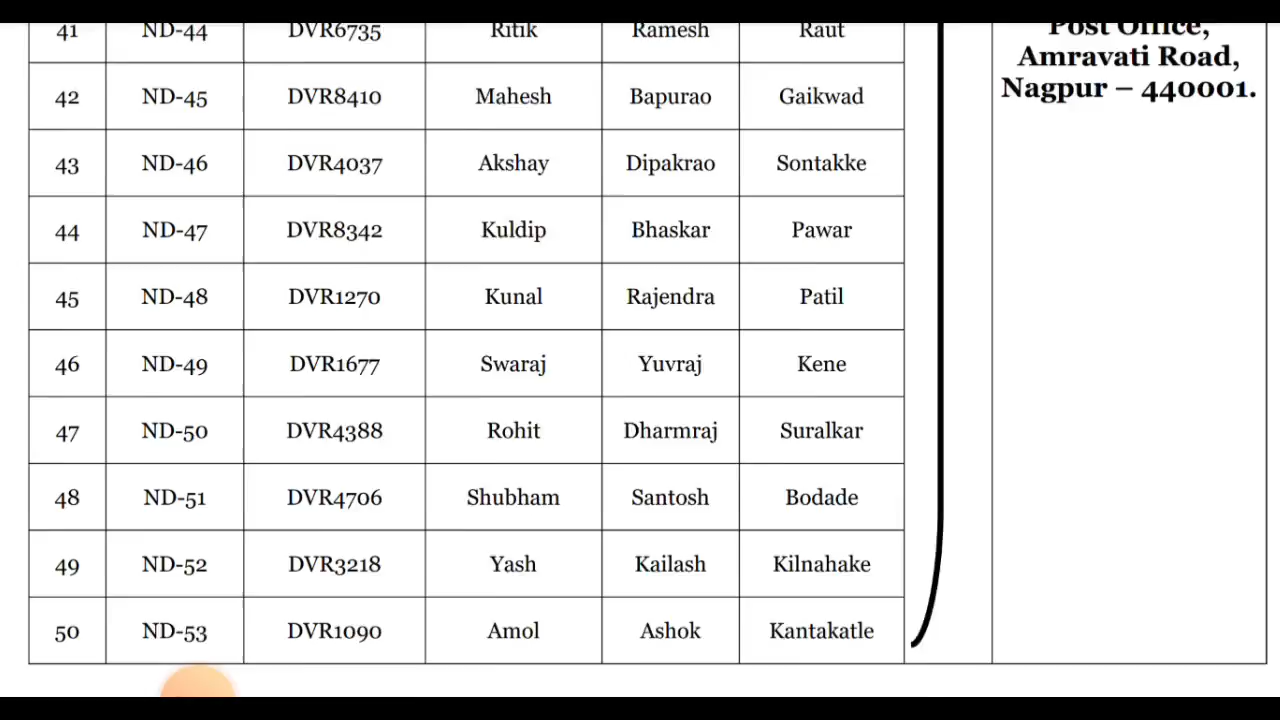 41 ND-44 DVR6735 Ritik Ramesh Raut
Post Office,
Amravati Road,
Nagpur – 440001.
42 ND-45 DVR8410 Mahesh Bapurao Gaikwad
43 ND-46 DVR4037 Akshay Dipakrao Sontakke
44 ND-47 DVR8342 Kuldip Bhaskar Pawar
45 ND-48 DVR1270 Kunal Rajendra Patil
46 ND-49 DVR1677 Swaraj Yuvraj Kene
47 ND-50 DVR4388 Rohit Dharmraj Suralkar
48 ND-51 DVR4706 Shubham Santosh Bodade
49 ND-52 DVR3218 Yash Kailash Kilnahake
50 ND-53 DVR1090 Amol Ashok Kantakatle